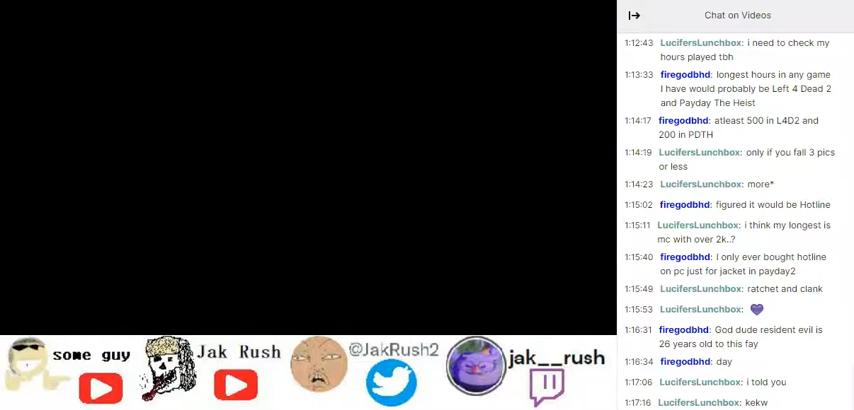 Chat on Videos
1:12:43 LucifersLunchbox: i need to check my
hours played tbh
1:13:33 firegodbhd: longest hours in any game
I have would probably be Left 4 Dead 2
and Payday The Heist
1:14:17 firegodbhd: atleast 500 in L4D2 and
200 in PDTH
1:14:19 LucifersLunchbox: only if you fall 3 pics
or less
1:14:23 LucifersLunchbox: more*
1:15:02 firegodbhd: figured it would be Hotline
1:15:11 LucifersLunchbox: i think my longest is
mc with over 2k..?
1:15:40 firegodbhd: I only ever bought hotline
on pc just for jacket in payday2
1:15:49 LucifersLunchbox: ratchet and clank
1:15:53 LucifersLunchbox: 💜
1:16:31 firegodbhd: God dude resident evil is
26 years old to this fay
1:16:34 firegodbhd: day
1:17:06 LucifersLunchbox: i told you
1:17:16 LucifersLunchbox: kekw
some guy
Jak Rush
@JakRush2
jak__rush